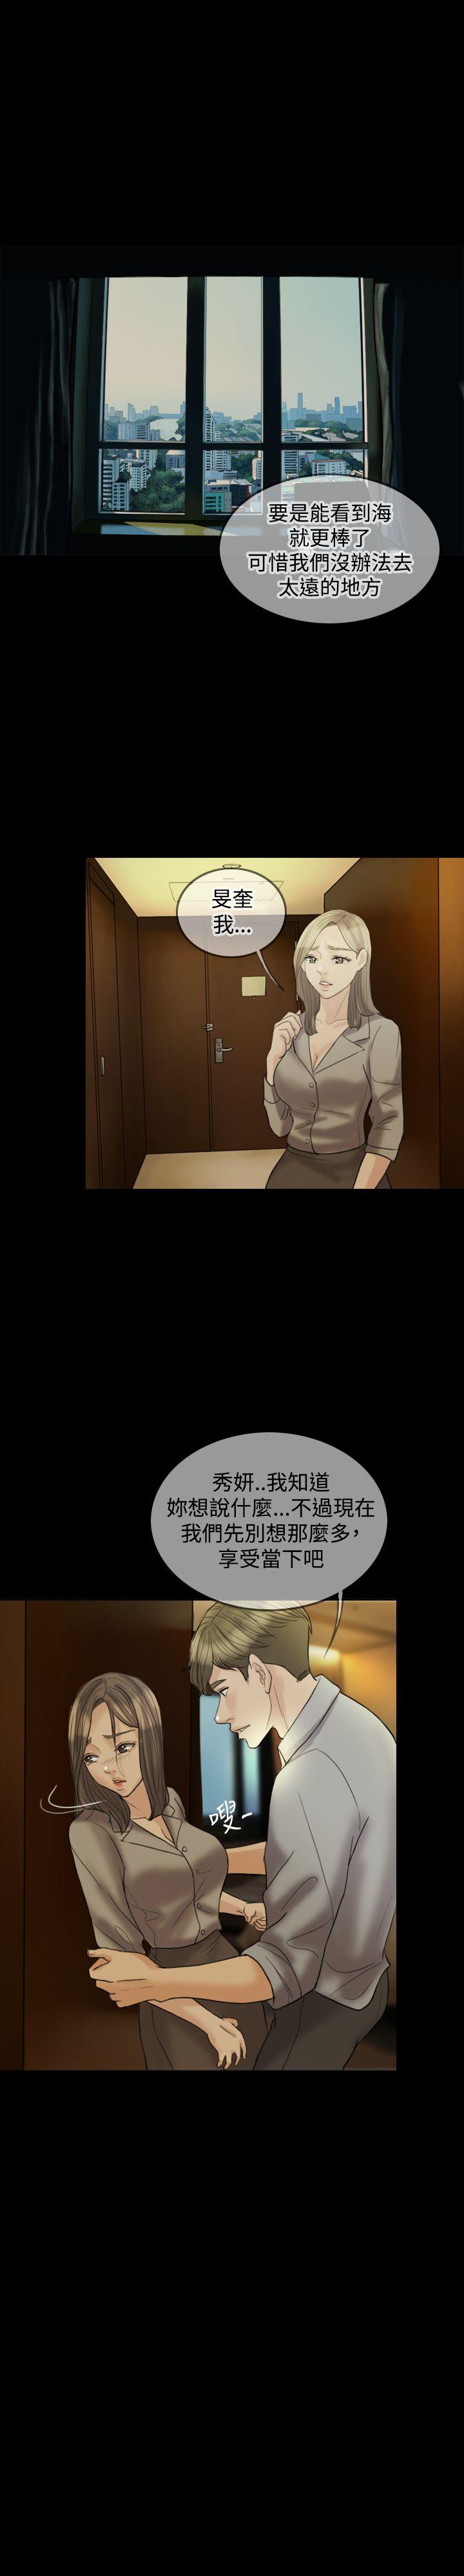 要是能看到海
就更棒了
可惜我們沒辦法去
太遠的地方
旻奎
我...
秀妍..我知道
妳想說什麼...不過現在
我們先別想那麼多,
享受當下吧
嗖~